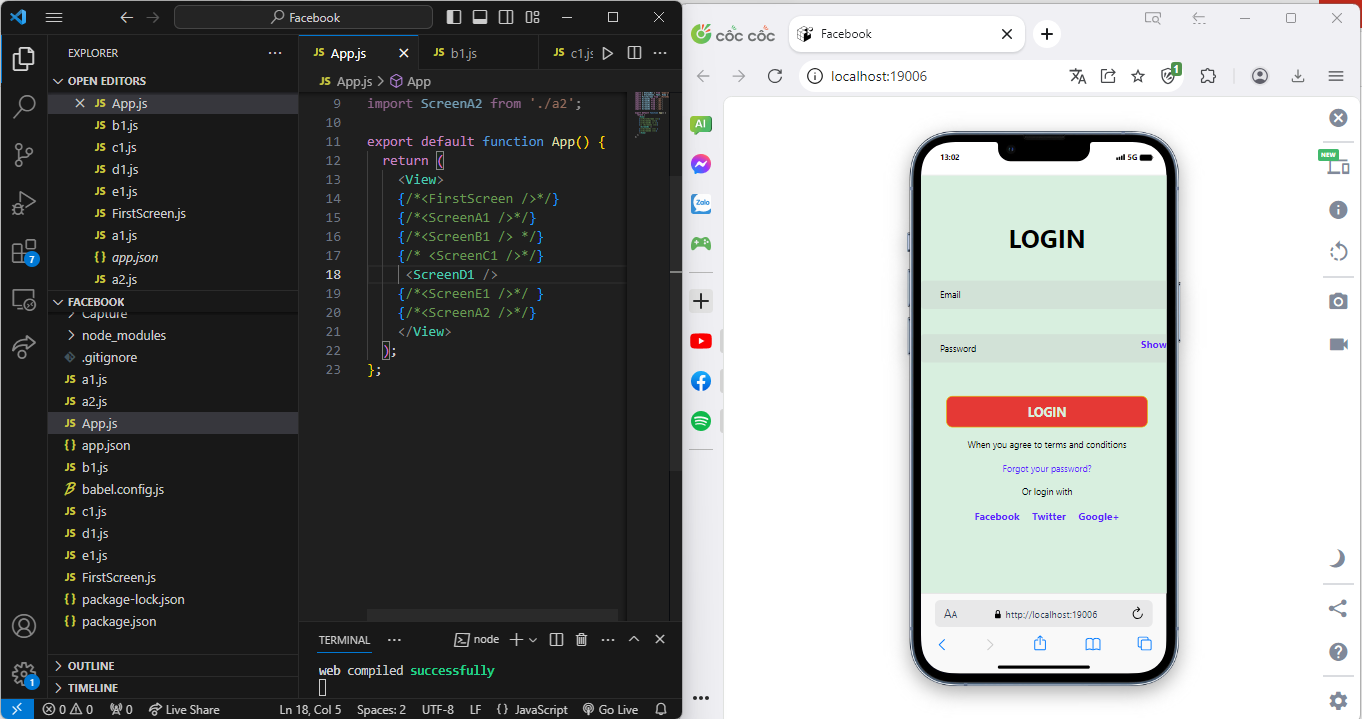 Facebook
EXPLORER
OPEN EDITORS
JS App.js
JS b1.js
JS c1.js
JS d1.js
JS e1.js
JS FirstScreen.js
JS a1.js
{} app.json
JS a2.js
FACEBOOK
Capture
node_modules
.gitignore
JS a1.js
JS a2.js
JS App.js
{} app.json
JS b1.js
babel.config.js
JS c1.js
JS d1.js
JS e1.js
JS FirstScreen.js
{} package-lock.json
{} package.json
OUTLINE
TIMELINE
7
1
JS App.js
JS b1.js
JS c1.js
JS App.js > App
9 import ScreenA2 from './a2';
10
11 export default function App() {
12 return (
13 <View>
14 {/*<FirstScreen />*/}
15 {/*<ScreenA1 />*/}
16 {/*<ScreenB1 /> */}
17 {/* <ScreenC1 />*/}
18 <ScreenD1 />
19 {/*<ScreenE1 />*/ }
20 {/*<ScreenA2 />*/}
21 </View>
22 );
23 };
TERMINAL
node
web compiled successfully
0 0 0 Live Share Ln 18, Col 5 Spaces: 2 UTF-8 LF {} JavaScript Go Live
cốc cốc
Facebook
localhost:19006
1
AI
Zalo
NEW
13:02
5G
LOGIN
Email
Password
Show
LOGIN
When you agree to terms and conditions
Forgot your password?
Or login with
Facebook Twitter Google+
AA http://localhost:19006